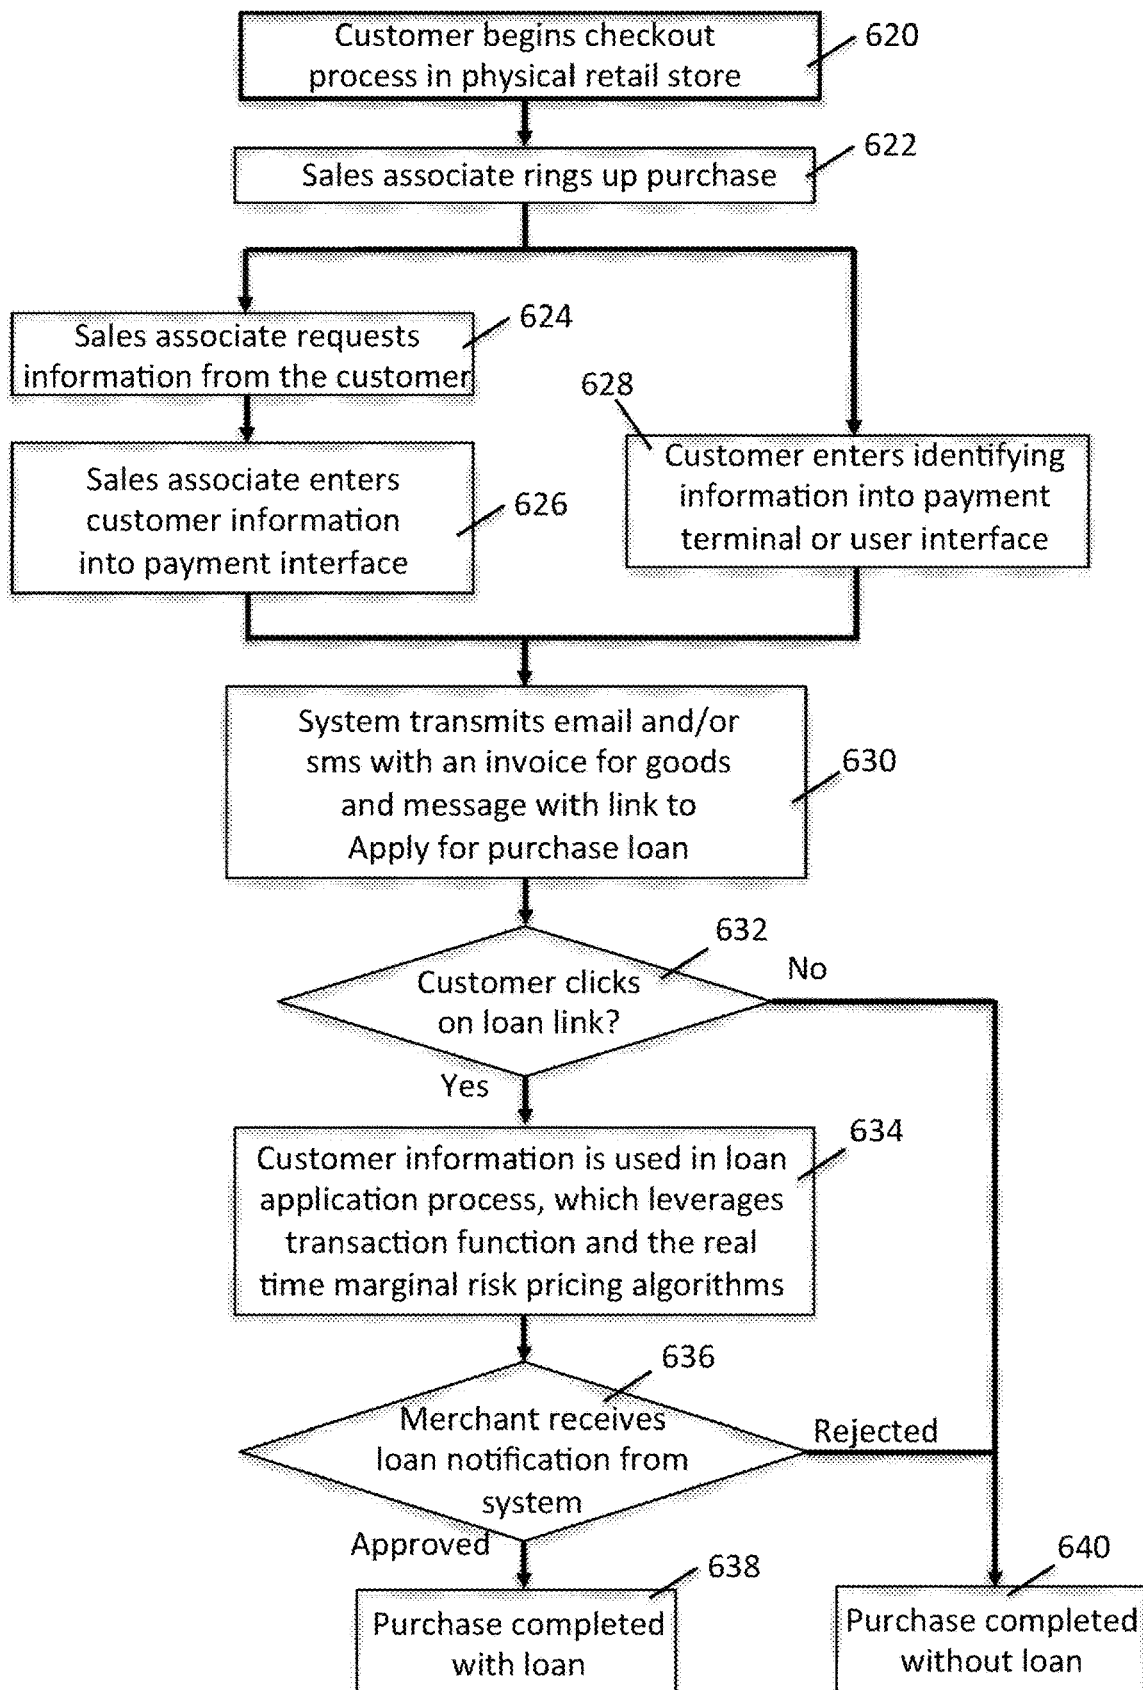 Customer begins checkout
process in physical retail store
620
Sales associate rings up purchase
622
Sales associate requests
information from the customer
624
Sales associate enters
customer information
into payment interface
626
628
Customer enters identifying
information into payment
terminal or user interface
System transmits email and/or
sms with an invoice for goods
and message with link to
Apply for purchase loan
630
Customer clicks
on loan link?
632
No
Yes
Customer information is used in loan
application process, which leverages
transaction function and the real
time marginal risk pricing algorithms
634
Merchant receives
loan notification from
system
636
Rejected
Approved
Purchase completed
with loan
638
Purchase completed
without loan
640